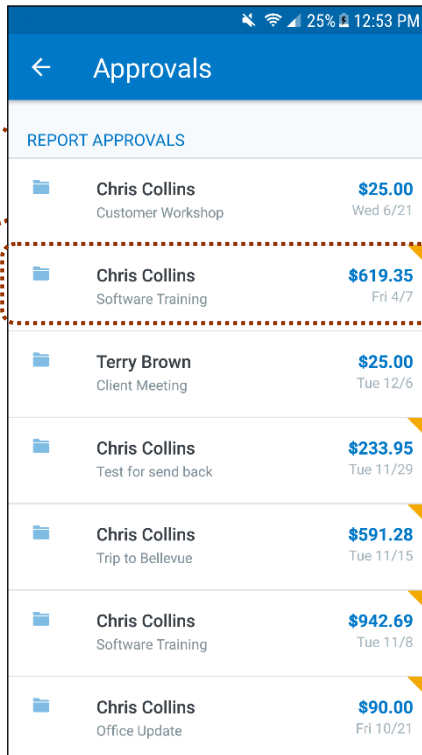 25% 12:53 PM
Approvals
REPORT APPROVALS
Chris Collins $25.00
Customer Workshop Wed 6/21
Chris Collins $619.35
Software Training Fri 4/7
Terry Brown $25.00
Client Meeting Tue 12/6
Chris Collins $233.95
Test for send back Tue 11/29
Chris Collins $591.28
Trip to Bellevue Tue 11/15
Chris Collins $942.69
Software Training Tue 11/8
Chris Collins $90.00
Office Update Fri 10/21